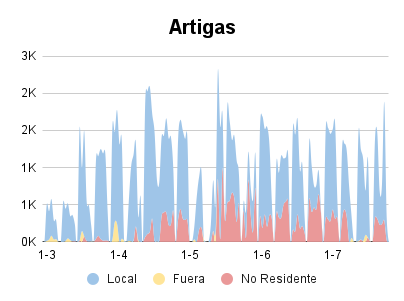 Artigas
3K
2K
2K
1K
1K
0K
1-3 1-4 1-5 1-6 1-7
Local Fuera No Residente